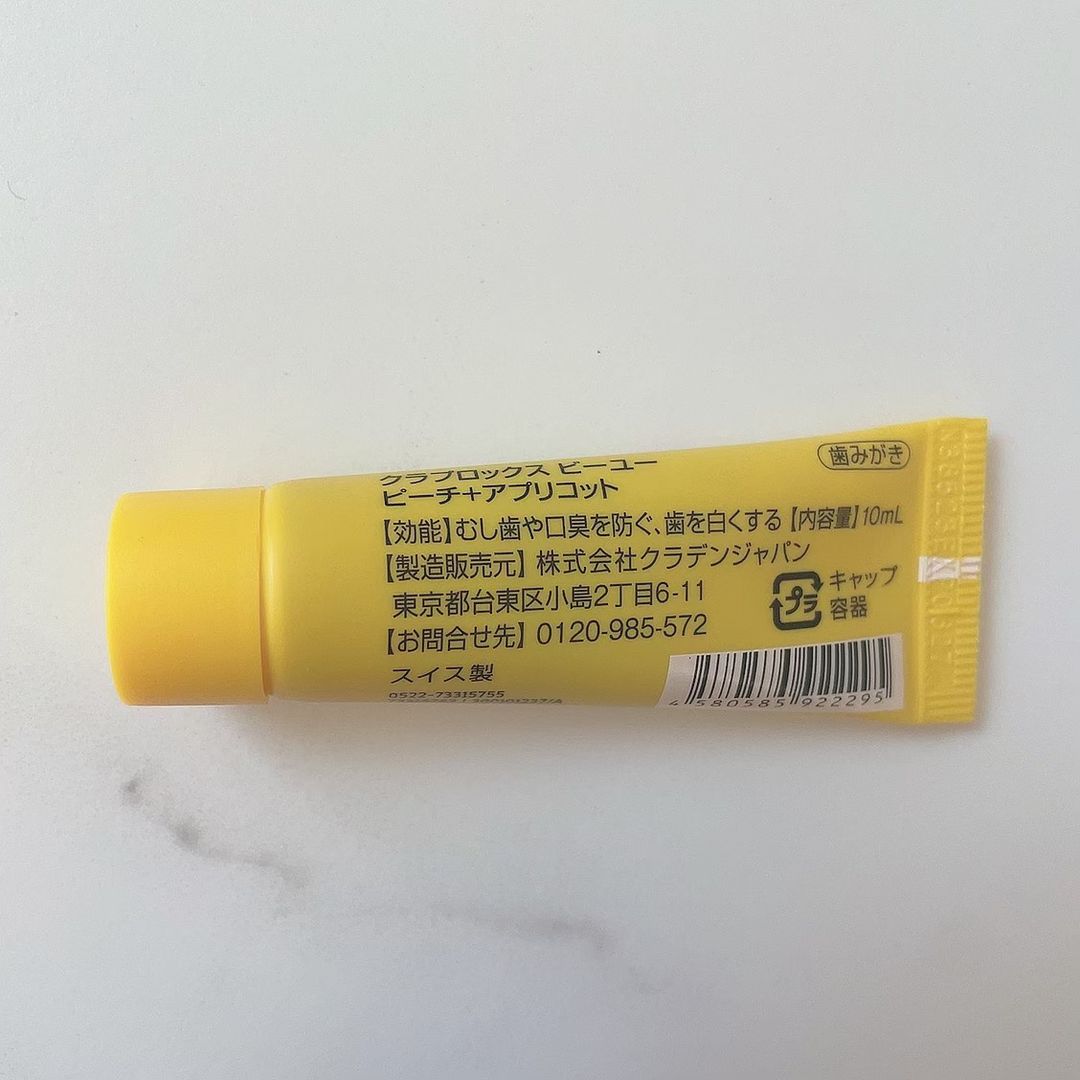 歯みがき
クラプロックス ビーユー
ピーチ+アプリコット
【効能】むし歯や口臭を防ぐ、歯を白くする【内容量】10mL
【製造販売元】株式会社クラデンジャパン
東京都台東区小島2丁目6-11
【お問合せ先】0120-985-572
プラ
キャップ
容器
スイス製
0522-73315755
4 580585 922295